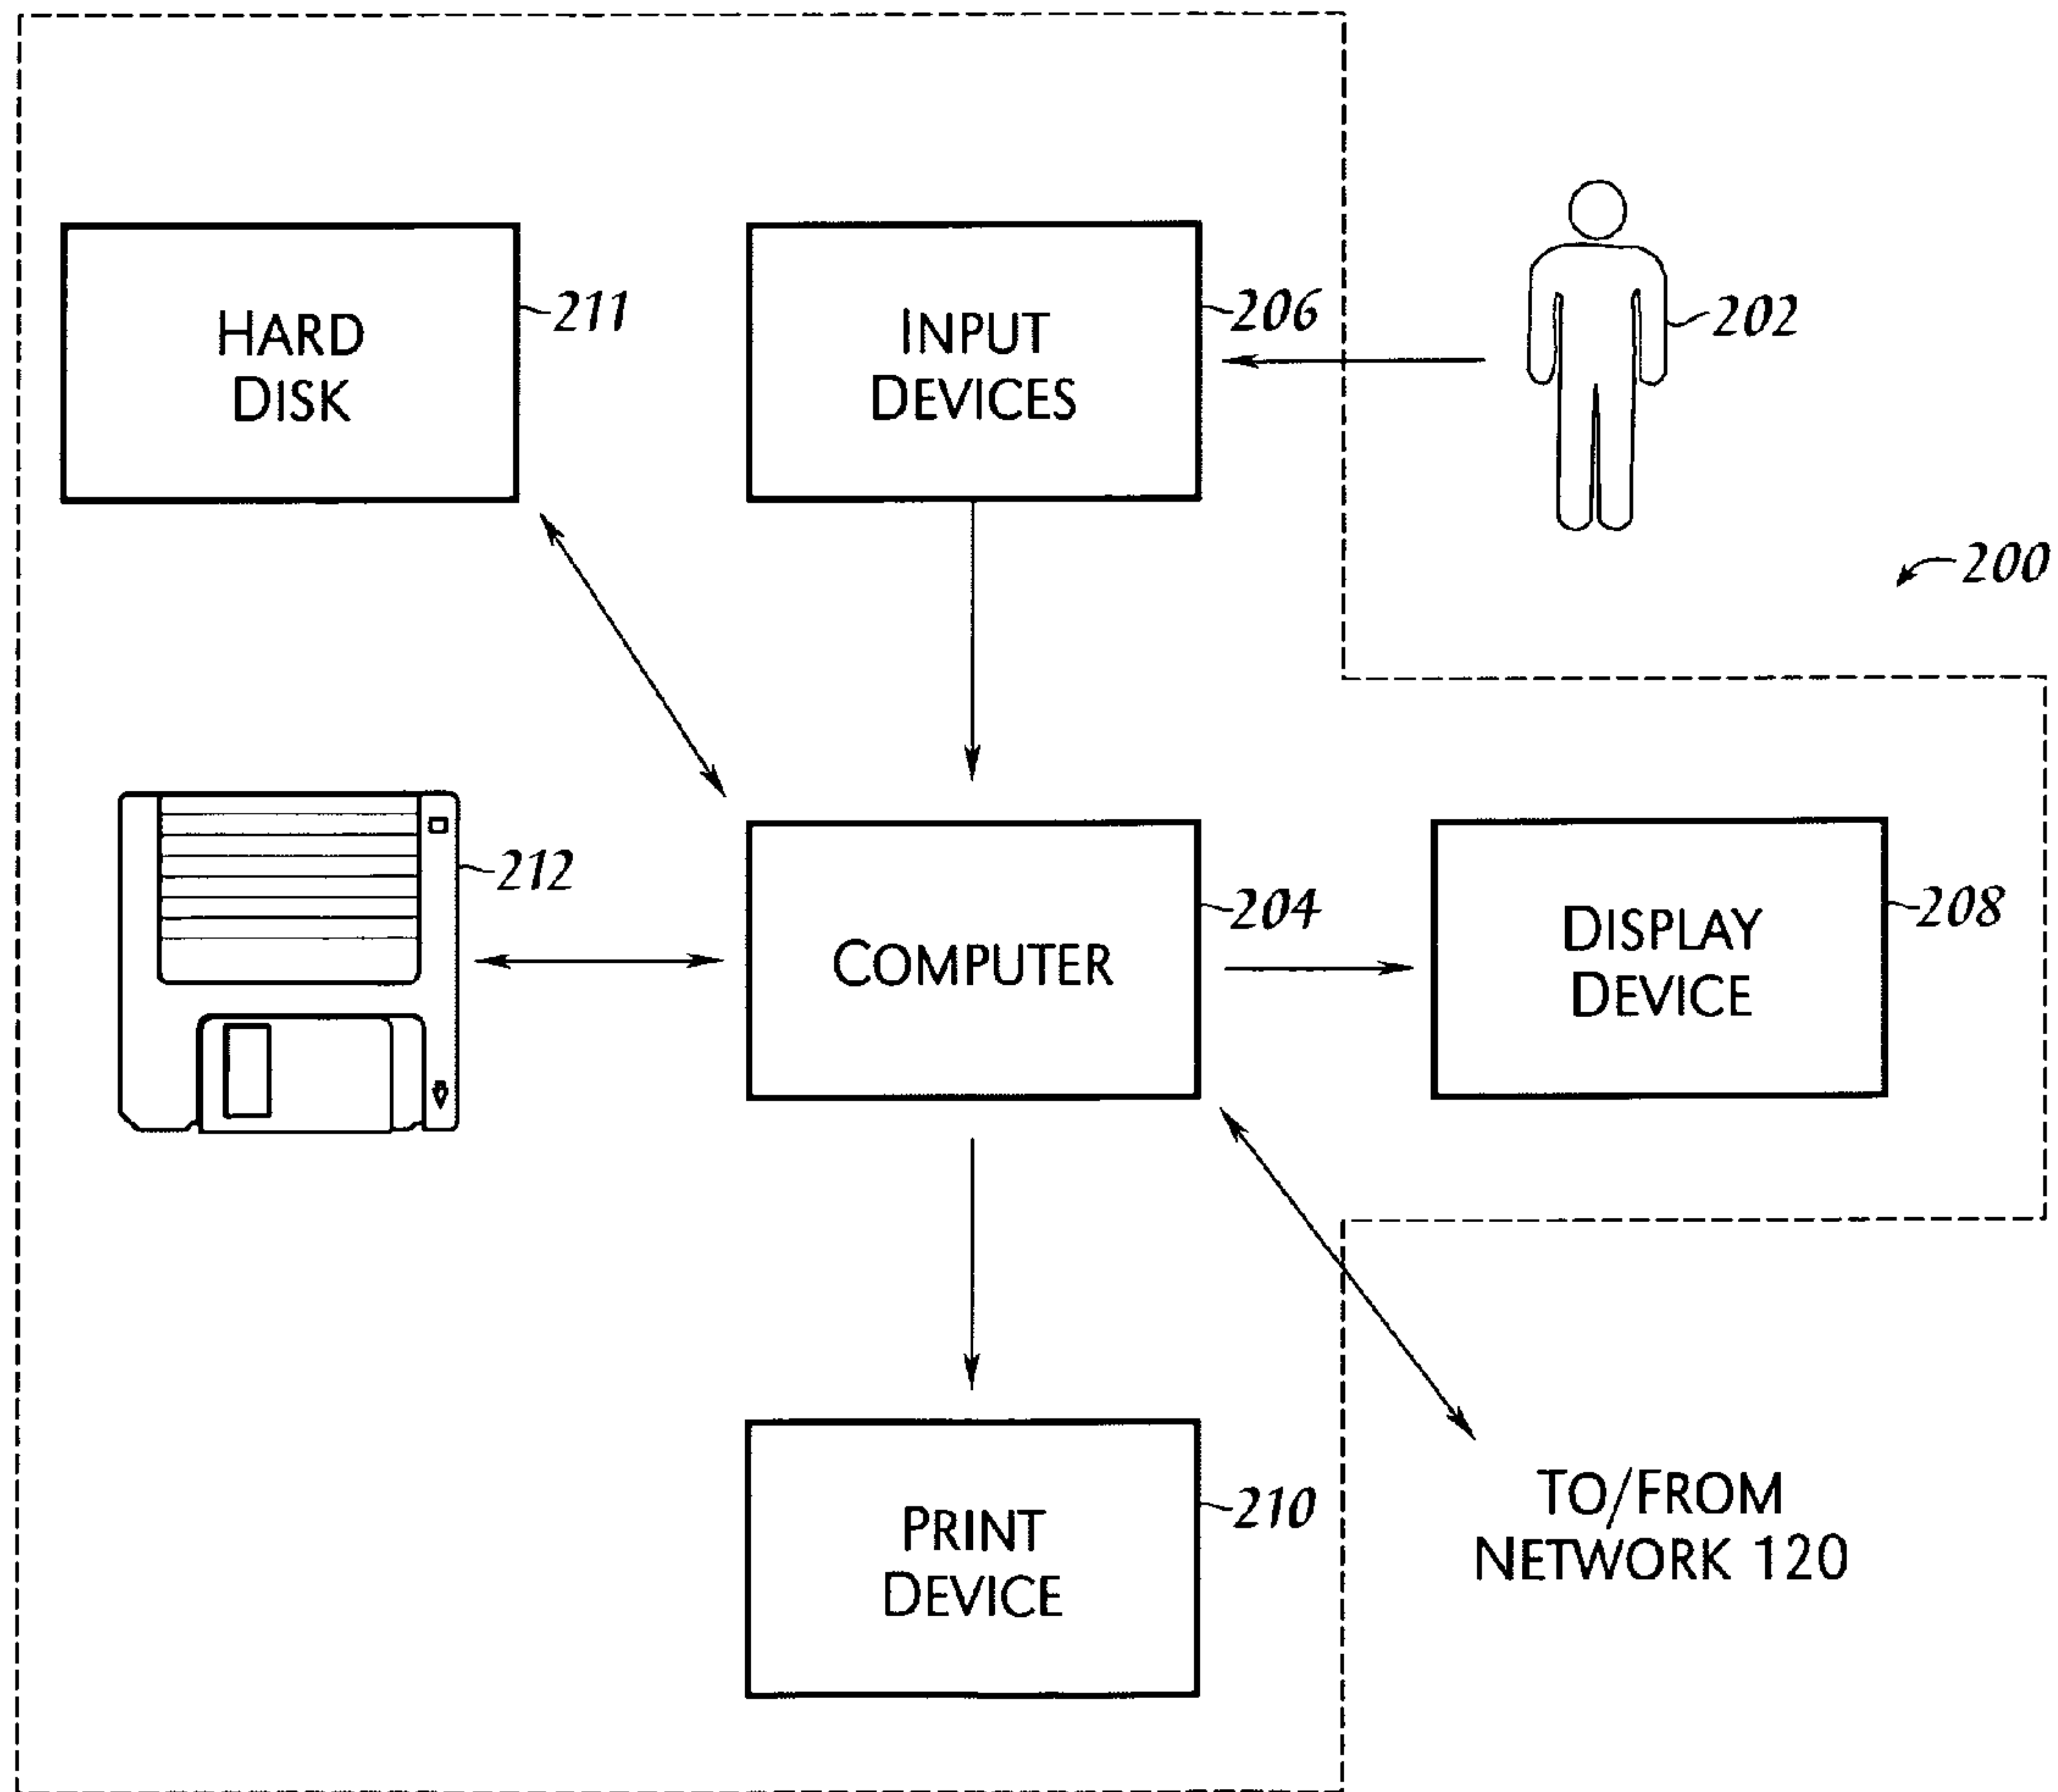 HARD
DISK
211
INPUT
DEVICES
206
202
200
212
COMPUTER
204
DISPLAY
DEVICE
208
PRINT
DEVICE
210
TO/FROM
NETWORK 120